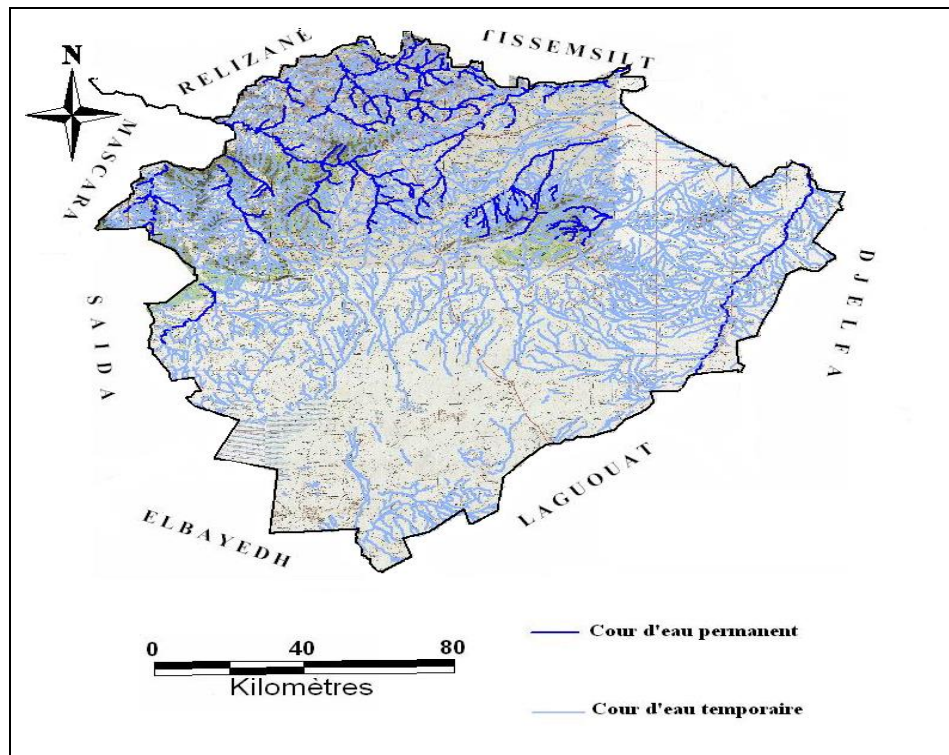 TISSEMSILT
RELIZANE
N
MASCARA
SAIDA
DJELFA
LAGUOUAT
ELBAYEDH
Cour d'eau permanent
0 40 80
Kilomètres
Cour d'eau temporaire